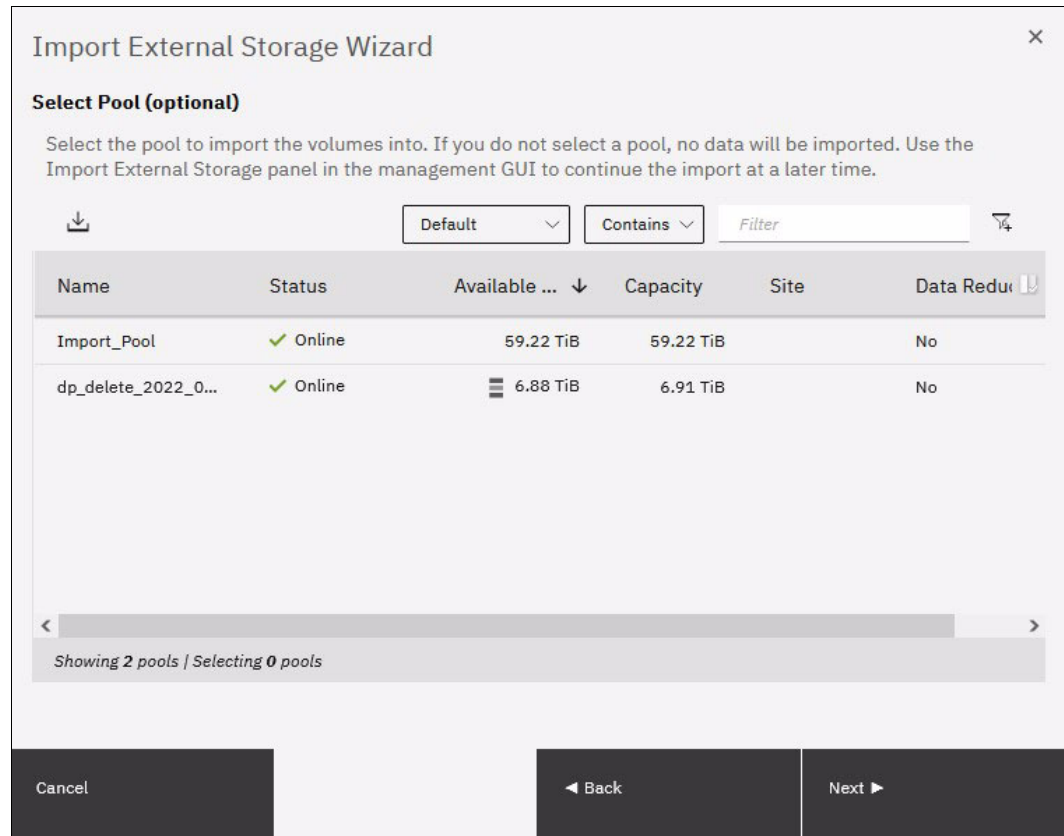 Import External Storage Wizard
Select Pool (optional)
Select the pool to import the volumes into. If you do not select a pool, no data will be imported. Use the
Import External Storage panel in the management GUI to continue the import at a later time.
Default Contains Filter
Name Status Available ... Capacity Site Data Redu
Import_Pool Online 59.22 TiB 59.22 TiB No
dp_delete_2022_0... Online 6.88 TiB 6.91 TiB No
Showing 2 pools | Selecting 0 pools
Cancel Back Next